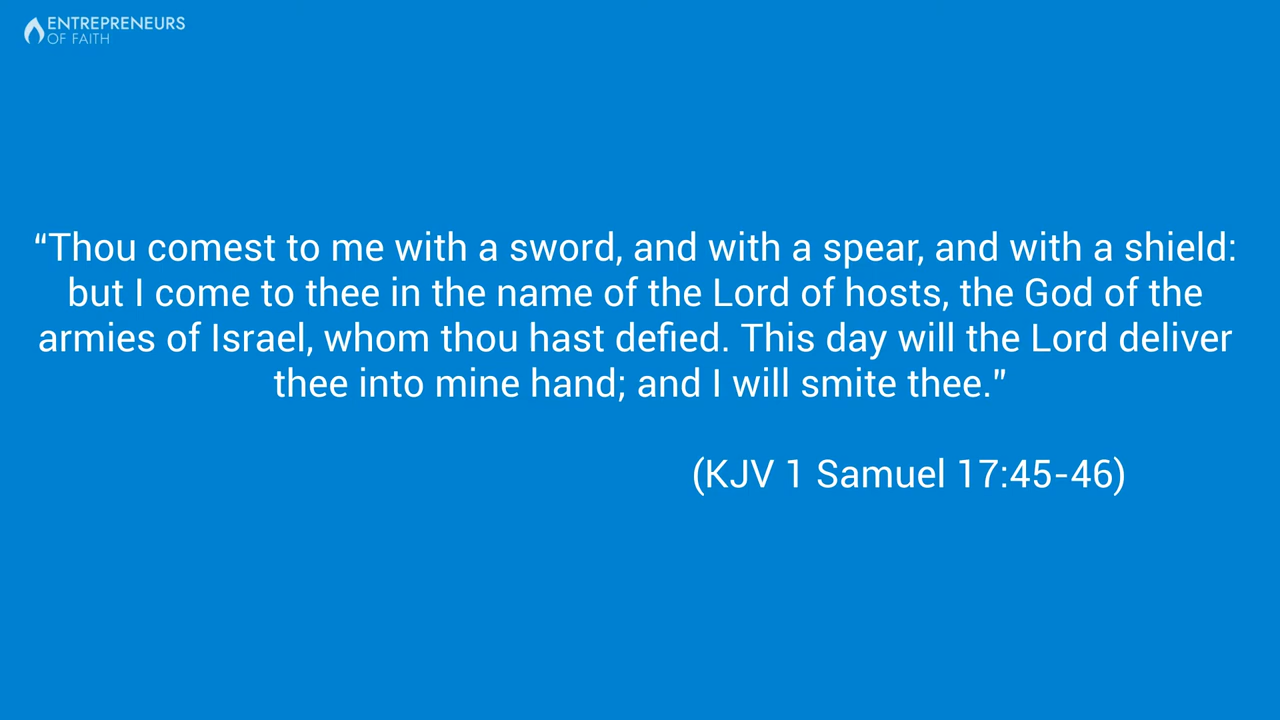 ENTREPRENEURS
OF FAITH
“Thou comest to me with a sword, and with a spear, and with a shield:
but I come to thee in the name of the Lord of hosts, the God of the
armies of Israel, whom thou hast defied. This day will the Lord deliver
thee into mine hand; and I will smite thee.”
(KJV 1 Samuel 17:45-46)